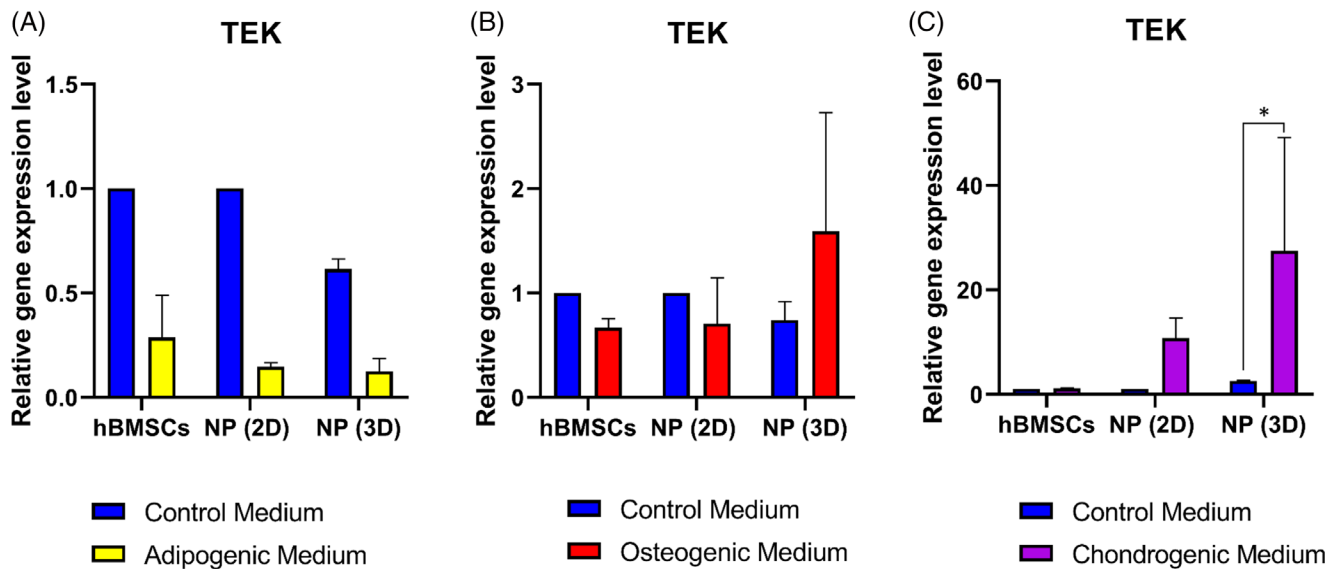 (A)
TEK
Relative gene expression level
1.5
1.0
0.5
0.0
hBMSCs NP (2D) NP (3D)
Control Medium
Adipogenic Medium
(B)
TEK
Relative gene expression level
3
2
1
0
hBMSCs NP (2D) NP (3D)
Control Medium
Osteogenic Medium
(C)
TEK
Relative gene expression level
60
40
20
0
*
hBMSCs NP (2D) NP (3D)
Control Medium
Chondrogenic Medium